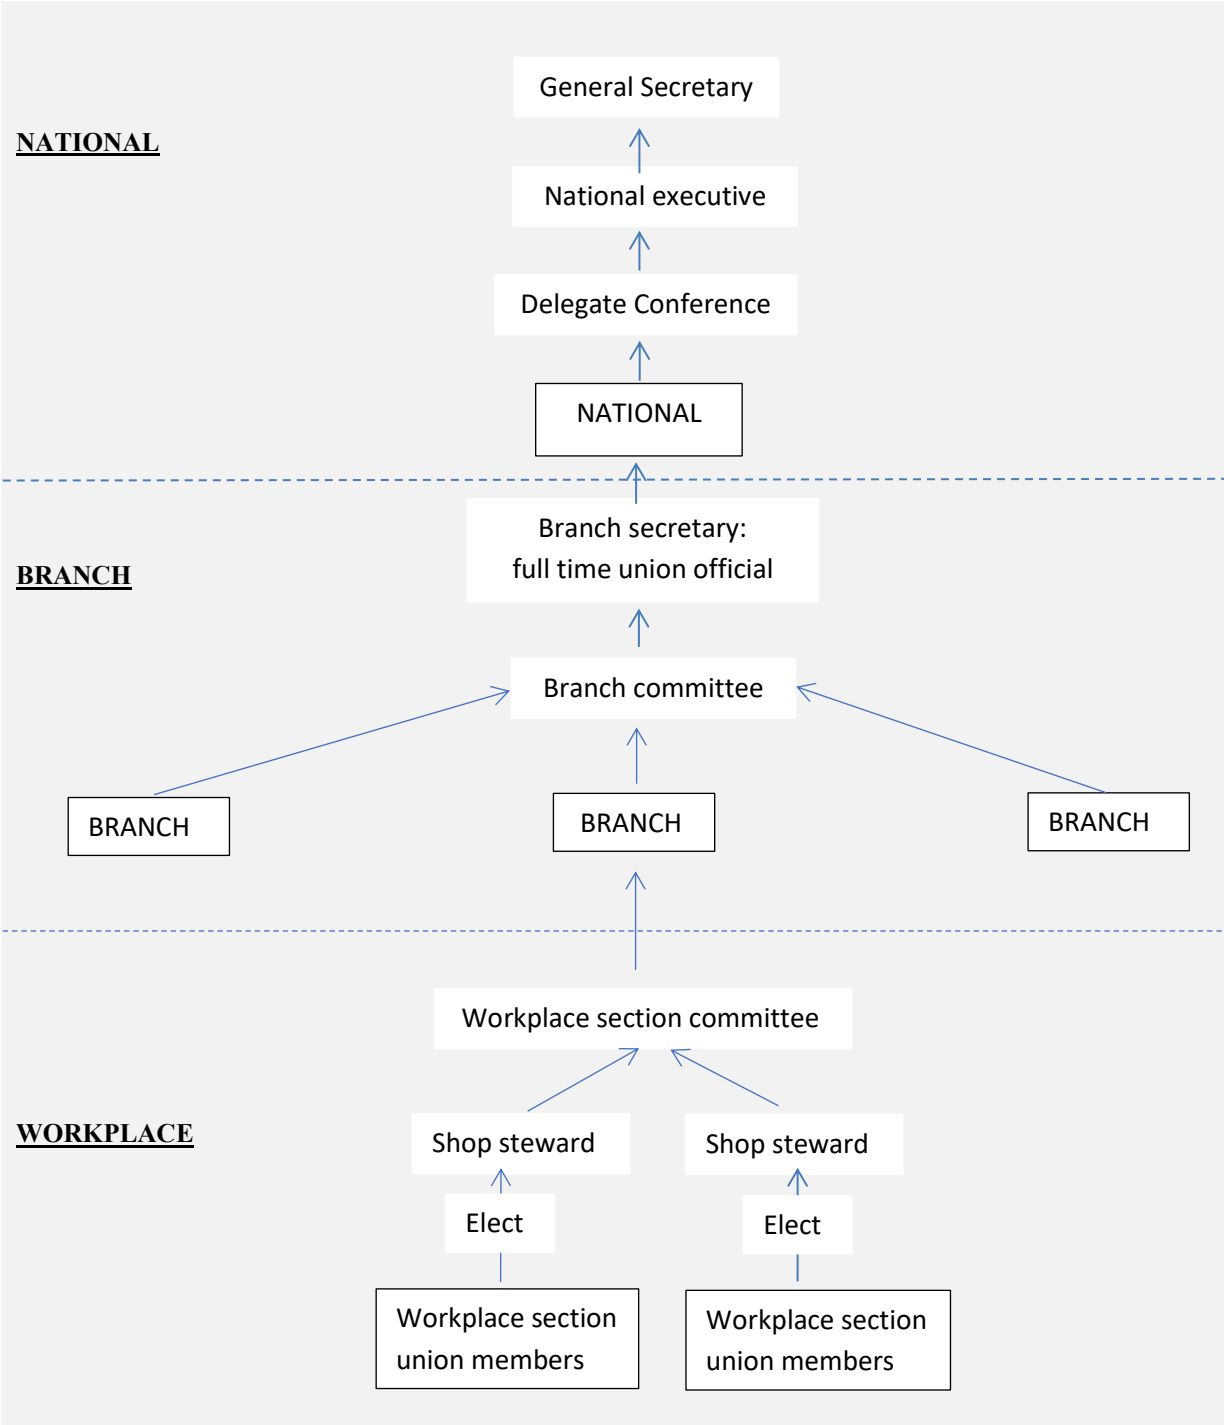 General Secretary
NATIONAL
National executive
Delegate Conference
NATIONAL
Branch secretary:
full time union official
BRANCH
Branch committee
BRANCH
BRANCH
BRANCH
Workplace section committee
WORKPLACE
Shop steward
Shop steward
Elect
Elect
Workplace section
union members
Workplace section
union members